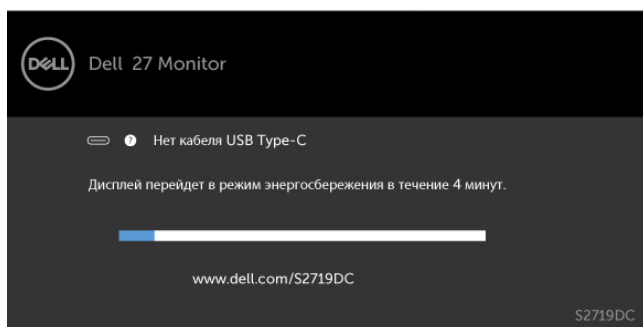 DELL
Dell 27 Monitor
? Нет кабеля USB Type-C
Дисплей перейдет в режим энергосбережения в течение 4 минут.
www.dell.com/S2719DC
S2719DC